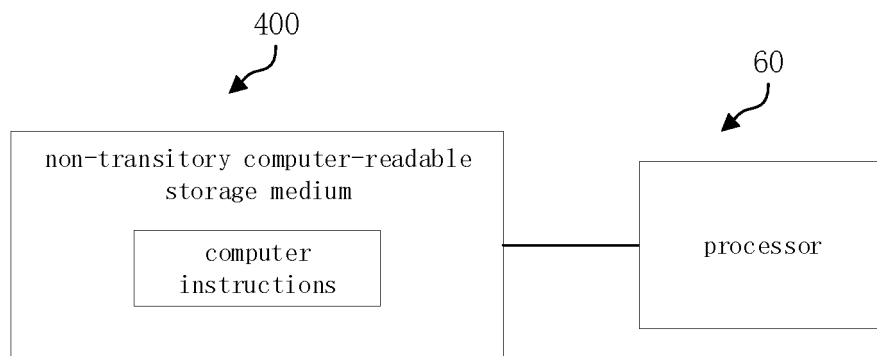 400
60
non-transitory computer-readable
storage medium
computer
instructions
processor